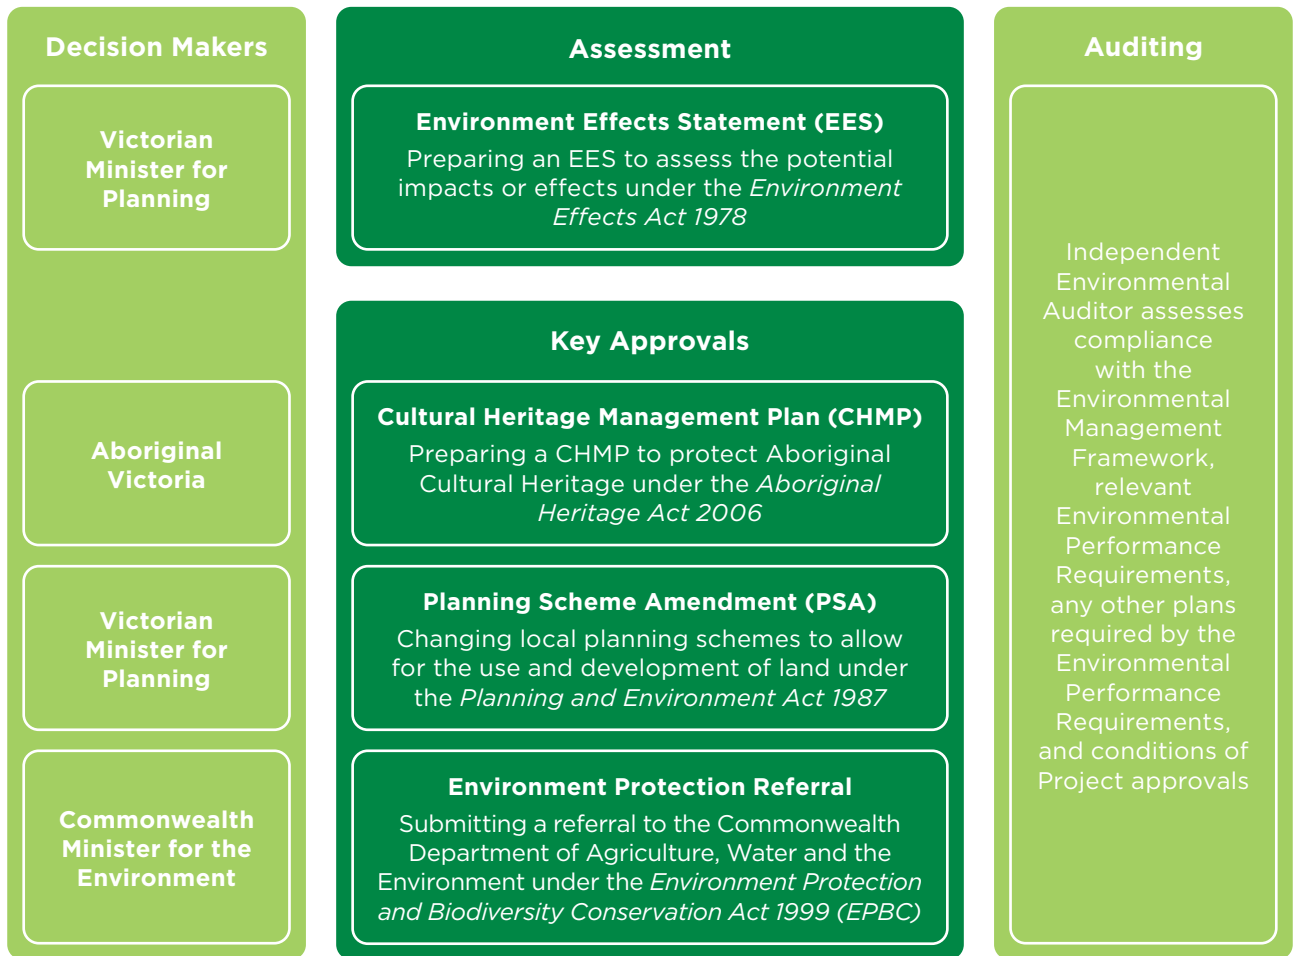 Decision Makers
Victorian
Minister for
Planning
Aboriginal
Victoria
Victorian
Minister for
Planning
Commonwealth
Minister for the
Environment
Assessment
Environment Effects Statement (EES)
Preparing an EES to assess the potential
impacts or effects under the Environment
Effects Act 1978
Key Approvals
Cultural Heritage Management Plan (CHMP)
Preparing a CHMP to protect Aboriginal
Cultural Heritage under the Aboriginal
Heritage Act 2006
Planning Scheme Amendment (PSA)
Changing local planning schemes to allow
for the use and development of land under
the Planning and Environment Act 1987
Environment Protection Referral
Submitting a referral to the Commonwealth
Department of Agriculture, Water and the
Environment under the Environment Protection
and Biodiversity Conservation Act 1999 (EPBC)
Auditing
Independent
Environmental
Auditor assesses
compliance
with the
Environmental
Management
Framework,
relevant
Environmental
Performance
Requirements,
any other plans
required by the
Environmental
Performance
Requirements,
and conditions of
Project approvals